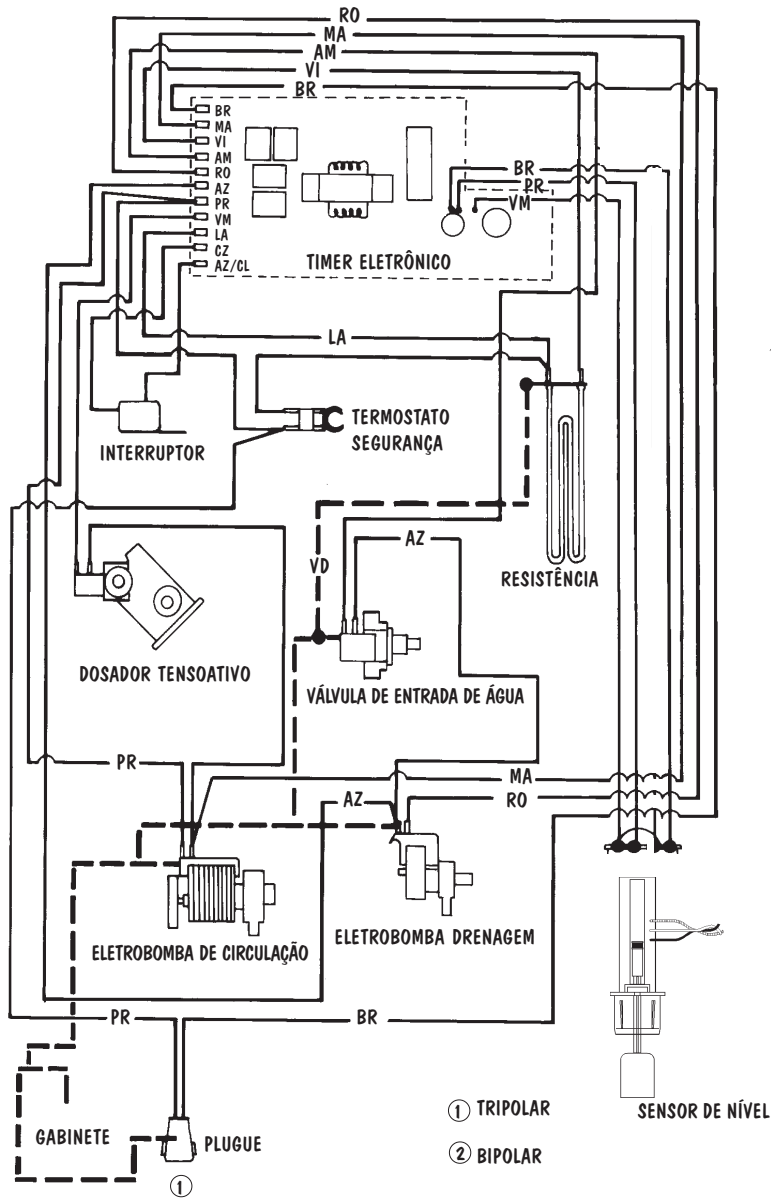 RO
MA
AM
VI
BR
BR
MA
VI
AM
RO
AZ
PR
VM
LA
CZ
AZ/CL
BR
PR
VM
TIMER ELETRÔNICO
LA
INTERRUPTOR
TERMOSTATO
SEGURANÇA
RESISTÊNCIA
AZ
VD
DOSADOR TENSOATIVO
VÁLVULA DE ENTRADA DE ÁGUA
PR
MA
AZ
RO
ELETROBOMBA DE CIRCULAÇÃO
ELETROBOMBA DRENAGEM
PR
BR
GABINETE
PLUGUE
1
1 TRIPOLAR
2 BIPOLAR
SENSOR DE NÍVEL